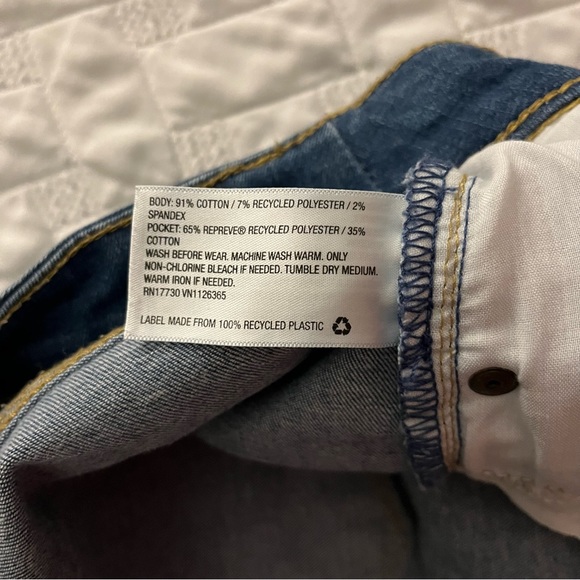 BODY: 91% COTTON / 7% RECYCLED POLYESTER / 2%
SPANDEX
POCKET: 65% REPREVE® RECYCLED POLYESTER / 35%
COTTON
WASH BEFORE WEAR. MACHINE WASH WARM. ONLY
NON-CHLORINE BLEACH IF NEEDED. TUMBLE DRY MEDIUM.
WARM IRON IF NEEDED.
RN17730 VN1126365
LABEL MADE FROM 100% RECYCLED PLASTIC